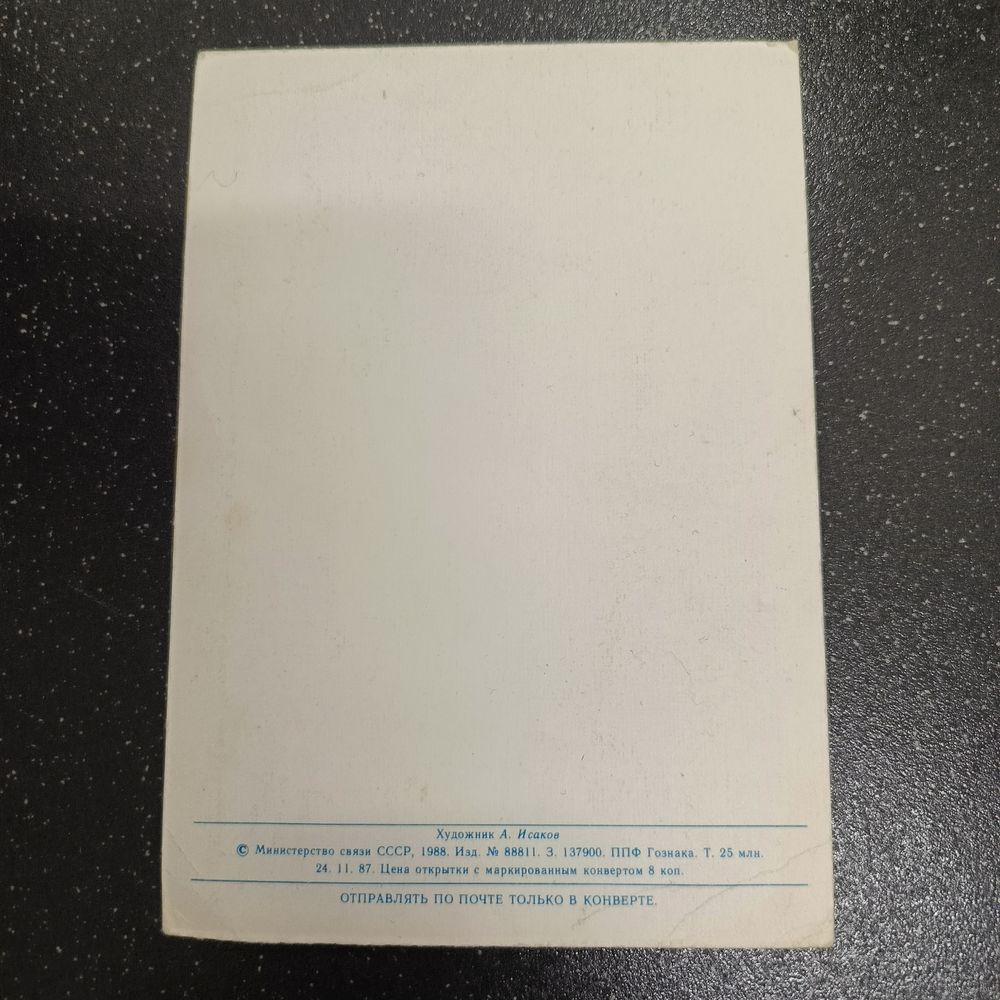 Художник А. Исаков
© Министерство связи СССР, 1988. Изд. № 88811. З. 137900. ППФ Гознака. Т. 25 млн.
24. 11. 87. Цена открытки с маркированным конвертом 8 коп.
ОТПРАВЛЯТЬ ПО ПОЧТЕ ТОЛЬКО В КОНВЕРТЕ.